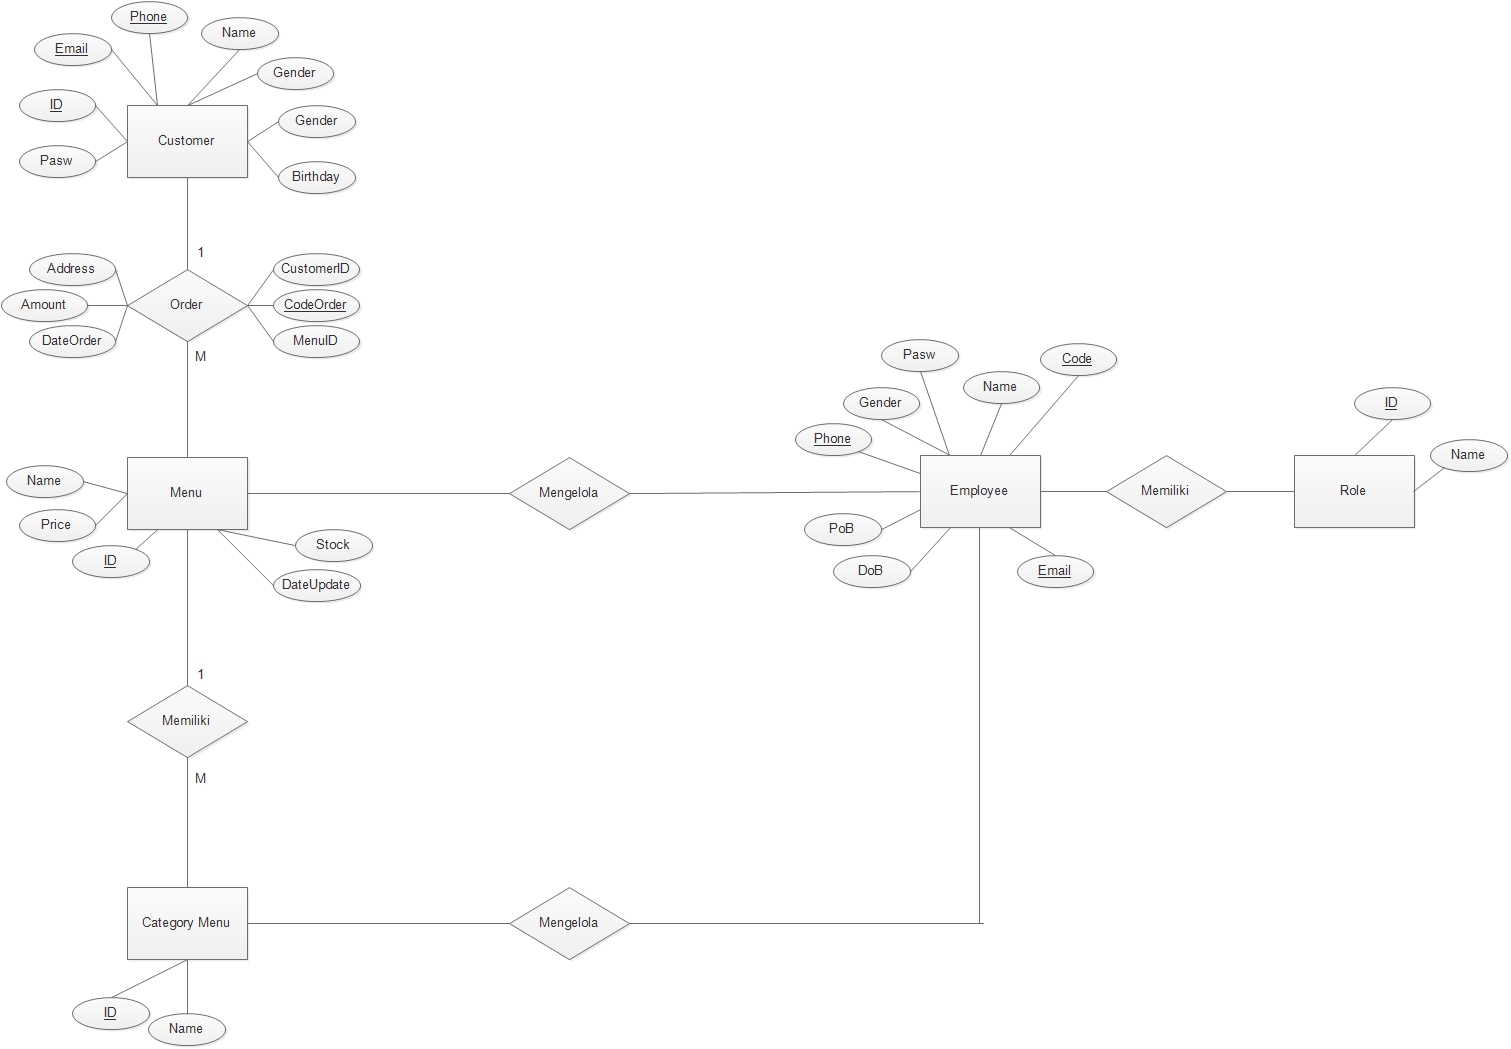 Phone
Name
Email
Gender
ID
Gender
Customer
Pasw
Birthday
1
Address
CustomerID
Amount
Order
CodeOrder
DateOrder
MenuID
M
Pasw
Name
Code
Gender
ID
Phone
Name
Name
Menu
Mengelola
Employee
Memiliki
Role
Price
PoB
ID
Stock
DoB
Email
DateUpdate
1
Memiliki
M
Category Menu
Mengelola
ID
Name